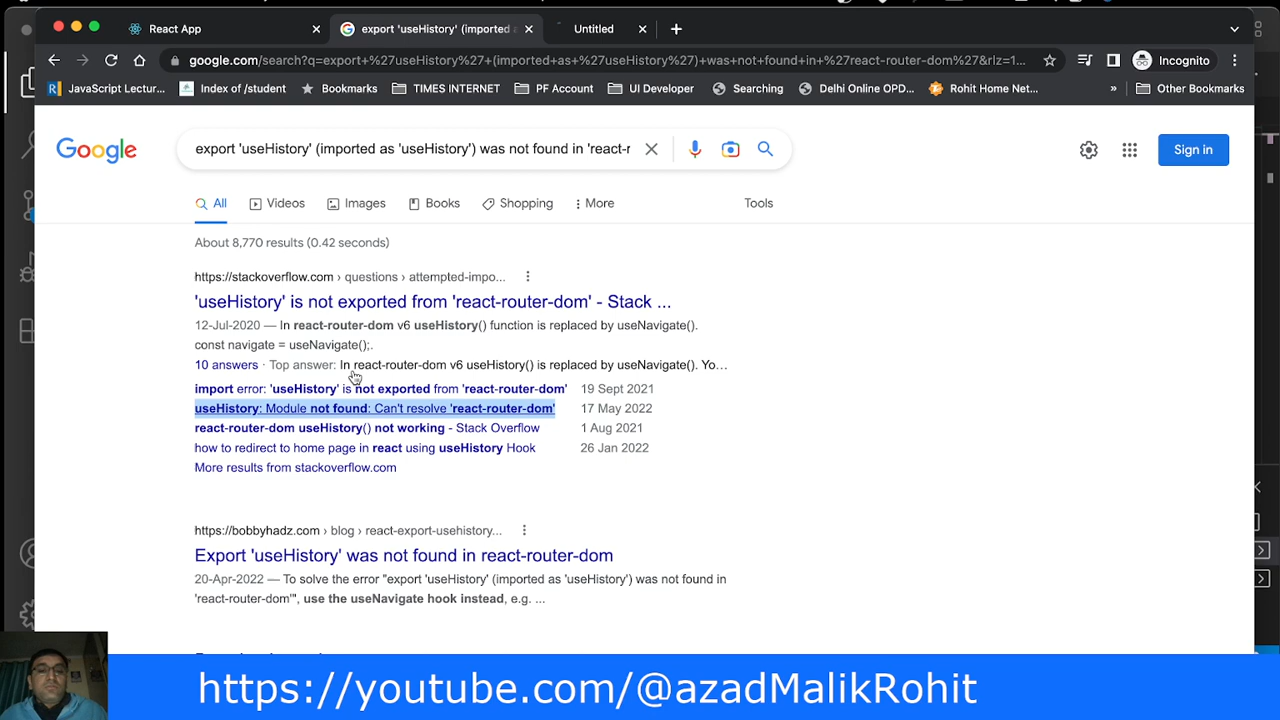 React App
export 'useHistory' (imported
Untitled
google.com/search?q=export+%27useHistory%27+(imported+as+%27useHistory%27)+was+not+found+in+%27react-router-dom%27&rlz=1...
Incognito
JavaScript Lectur...
Index of /student
Bookmarks
TIMES INTERNET
PF Account
UI Developer
Searching
Delhi Online OPD...
Rohit Home Net...
»
Other Bookmarks
Google
export 'useHistory' (imported as 'useHistory') was not found in 'react-r
Sign in
All
Videos
Images
Books
Shopping
More
Tools
About 8,770 results (0.42 seconds)
https://stackoverflow.com › questions › attempted-impo...
'useHistory' is not exported from 'react-router-dom' - Stack ...
12-Jul-2020 — In react-router-dom v6 useHistory() function is replaced by useNavigate().
const navigate = useNavigate();.
10 answers · Top answer: In react-router-dom v6 useHistory() is replaced by useNavigate(). Yo...
import error: 'useHistory' is not exported from 'react-router-dom' 19 Sept 2021
useHistory: Module not found: Can't resolve 'react-router-dom' 17 May 2022
react-router-dom useHistory() not working - Stack Overflow 1 Aug 2021
how to redirect to home page in react using useHistory Hook 26 Jan 2022
More results from stackoverflow.com
https://bobbyhadz.com › blog › react-export-usehistory...
Export 'useHistory' was not found in react-router-dom
20-Apr-2022 — To solve the error "export 'useHistory' (imported as 'useHistory') was not found in
'react-router-dom'", use the useNavigate hook instead, e.g. ...
https://youtube.com/@azadMalikRohit